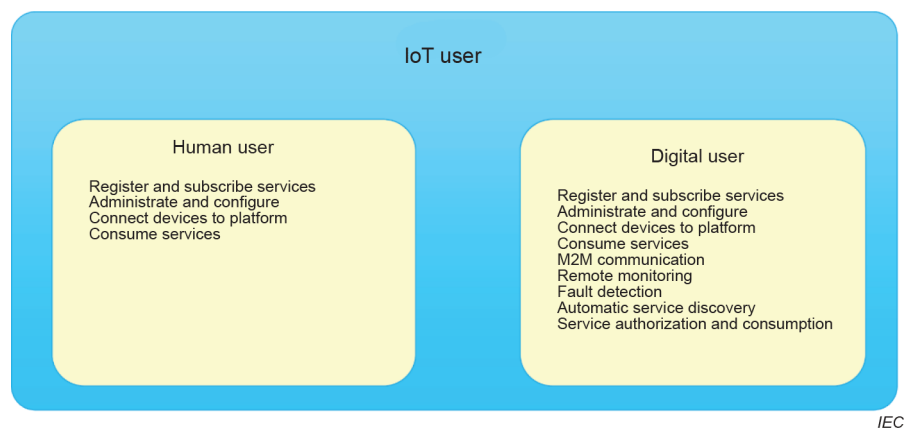 IoT user
Human user
Register and subscribe services
Administrate and configure
Connect devices to platform
Consume services
Digital user
Register and subscribe services
Administrate and configure
Connect devices to platform
Consume services
M2M communication
Remote monitoring
Fault detection
Automatic service discovery
Service authorization and consumption
IEC